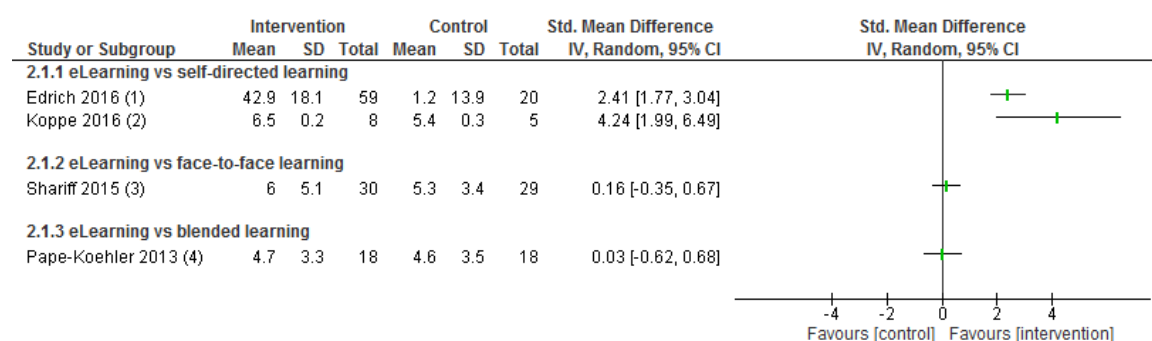 Intervention Control Std. Mean Difference Std. Mean Difference
Study or Subgroup Mean SD Total Mean SD Total IV, Random, 95% CI IV, Random, 95% CI
2.1.1 eLearning vs self-directed learning
Edrich 2016 (1) 42.9 18.1 59 1.2 13.9 20 2.41 [1.77, 3.04]
Koppe 2016 (2) 6.5 0.2 8 5.4 0.3 5 4.24 [1.99, 6.49]
2.1.2 eLearning vs face-to-face learning
Shariff 2015 (3) 6 5.1 30 5.3 3.4 29 0.16 [-0.35, 0.67]
2.1.3 eLearning vs blended learning
Pape-Koehler 2013 (4) 4.7 3.3 18 4.6 3.5 18 0.03 [-0.62, 0.68]
-4 -2 0 2 4
Favours [control] Favours [intervention]